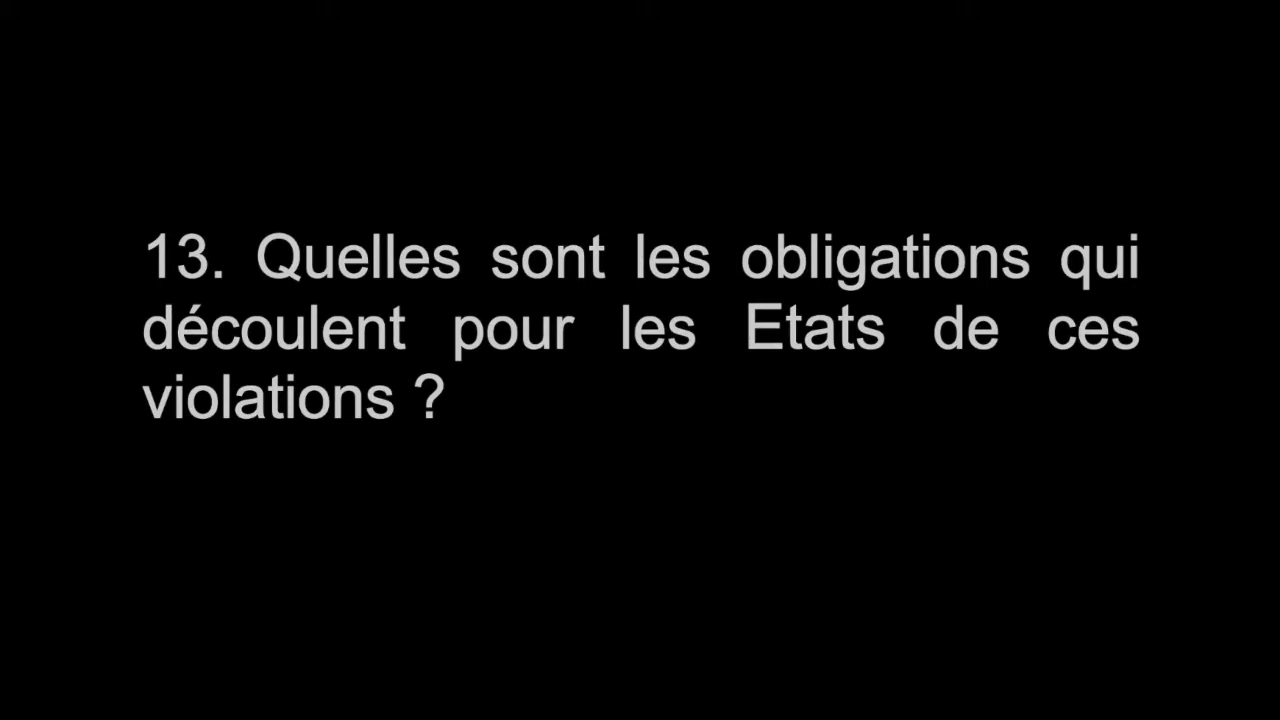 13. Quelles sont les obligations qui
découlent pour les Etats de ces
violations ?